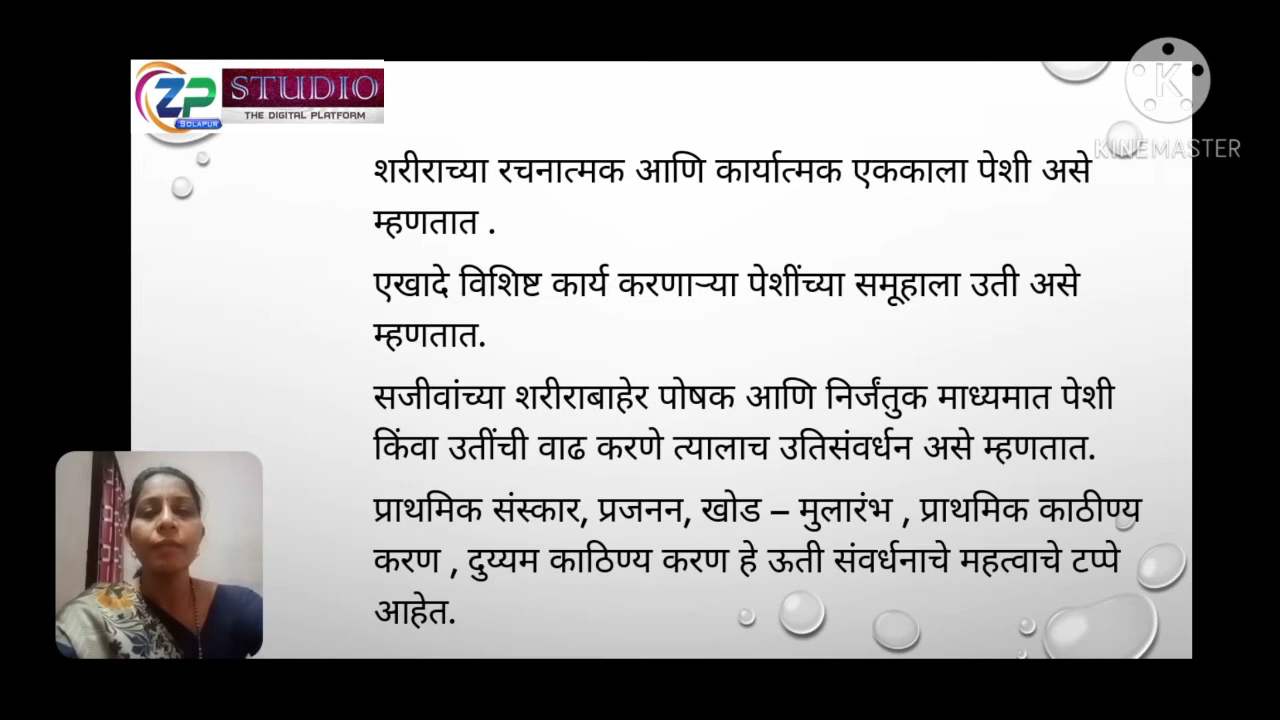 ZP
SOLAPUR
STUDIO
THE DIGITAL PLATFORM
K
KINEMASTER
शरीराच्या रचनात्मक आणि कार्यात्मक एककाला पेशी असे
म्हणतात .
एखादे विशिष्ट कार्य करणाऱ्या पेशींच्या समूहाला उती असे
म्हणतात.
सजीवांच्या शरीराबाहेर पोषक आणि निर्जंतुक माध्यमात पेशी
किंवा उतींची वाढ करणे त्यालाच उतिसंवर्धन असे म्हणतात.
प्राथमिक संस्कार, प्रजनन, खोड – मुलारंभ , प्राथमिक काठीण्य
करण , दुय्यम काठिण्य करण हे ऊती संवर्धनाचे महत्वाचे टप्पे
आहेत.